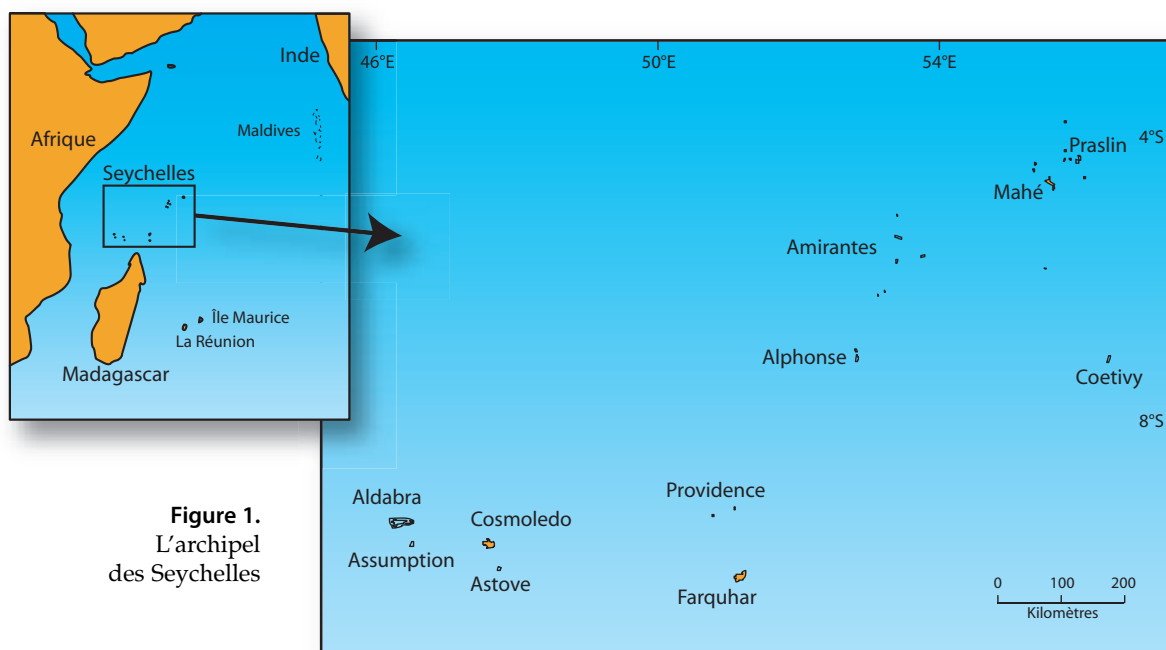 Inde
Maldives
Afrique
Seychelles
Île Maurice
La Réunion
Madagascar
46°E 50°E 54°E
4°S
Praslin
Mahé
Amirantes
Alphonse
Coetivy
8°S
Aldabra
Providence
Cosmoledo
Assumption
Astove
Farquhar
0 100 200
Kilomètres
Figure 1.
L'archipel
des Seychelles